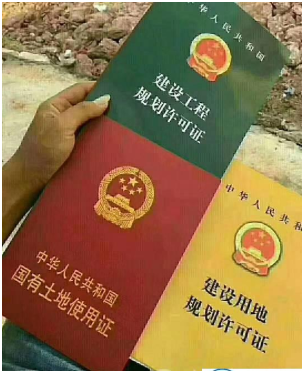 中华人民共和国
建设工程
规划许可证
中华人民共和国
国有土地使用证
中华人民共和国
建设用地
规划许可证